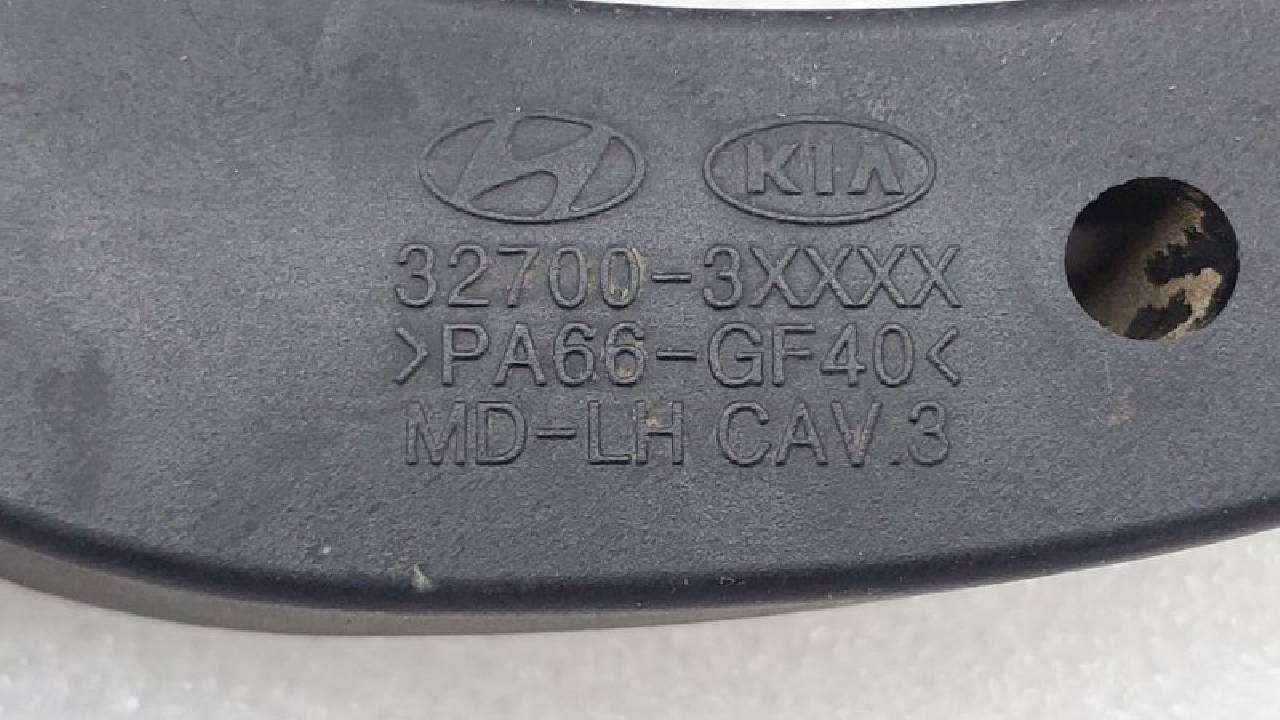 KIA
32700-3XXXX
>PA66-GF40<
MD-LH CAV.3